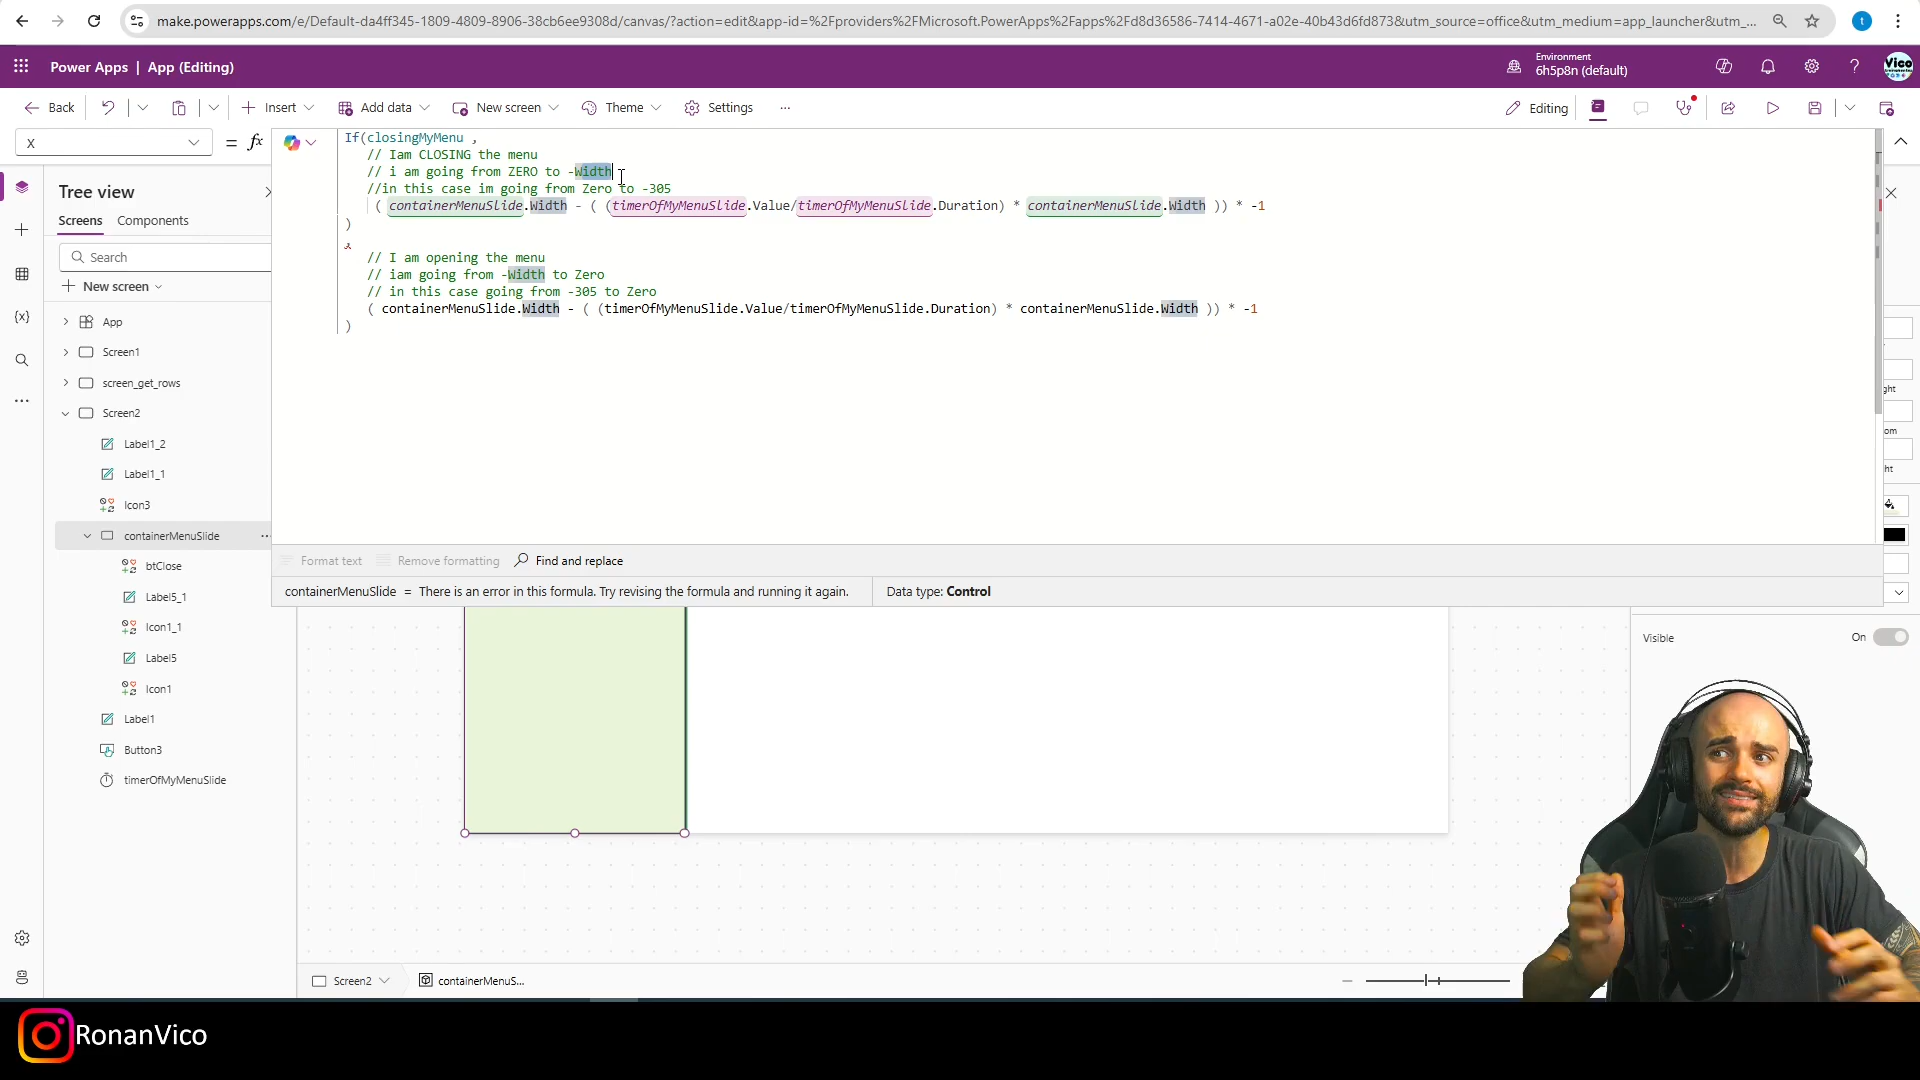 make.powerapps.com/e/Default-da4ff345-1809-4809-8906-38cb6ee9308d/canvas/?action=edit&app-id=%2Fproviders%2FMicrosoft.PowerApps%2Fapps%2Fd8d36586-7414-4671-a02e-40b43d6fd873&utm_source=office&utm_medium=app_launcher&utm_...
t
Power Apps | App (Editing)
Environment
6h5p8n (default)
Vico
Back
Insert
Add data
New screen
Theme
Settings
...
Editing
X
= fx
If(closingMyMenu ,
// Iam CLOSING the menu
// i am going from ZERO to -Width
//in this case im going from Zero to -305
( containerMenuSlide.Width - ( (timerOfMyMenuSlide.Value/timerOfMyMenuSlide.Duration) * containerMenuSlide.Width )) * -1
)
,
// I am opening the menu
// iam going from -Width to Zero
// in this case going from -305 to Zero
( containerMenuSlide.Width - ( (timerOfMyMenuSlide.Value/timerOfMyMenuSlide.Duration) * containerMenuSlide.Width )) * -1
)
Tree view
Screens
Components
Search
New screen
App
Screen1
screen_get_rows
Screen2
Label1_2
Label1_1
Icon3
containerMenuSlide
...
btClose
Label5_1
Icon1_1
Label5
Icon1
Label1
Button3
timerOfMyMenuSlide
ght
om
ht
Format text
Remove formatting
Find and replace
containerMenuSlide = There is an error in this formula. Try revising the formula and running it again.
Data type: Control
Visible
On
Screen2
containerMenuS...
RonanVico